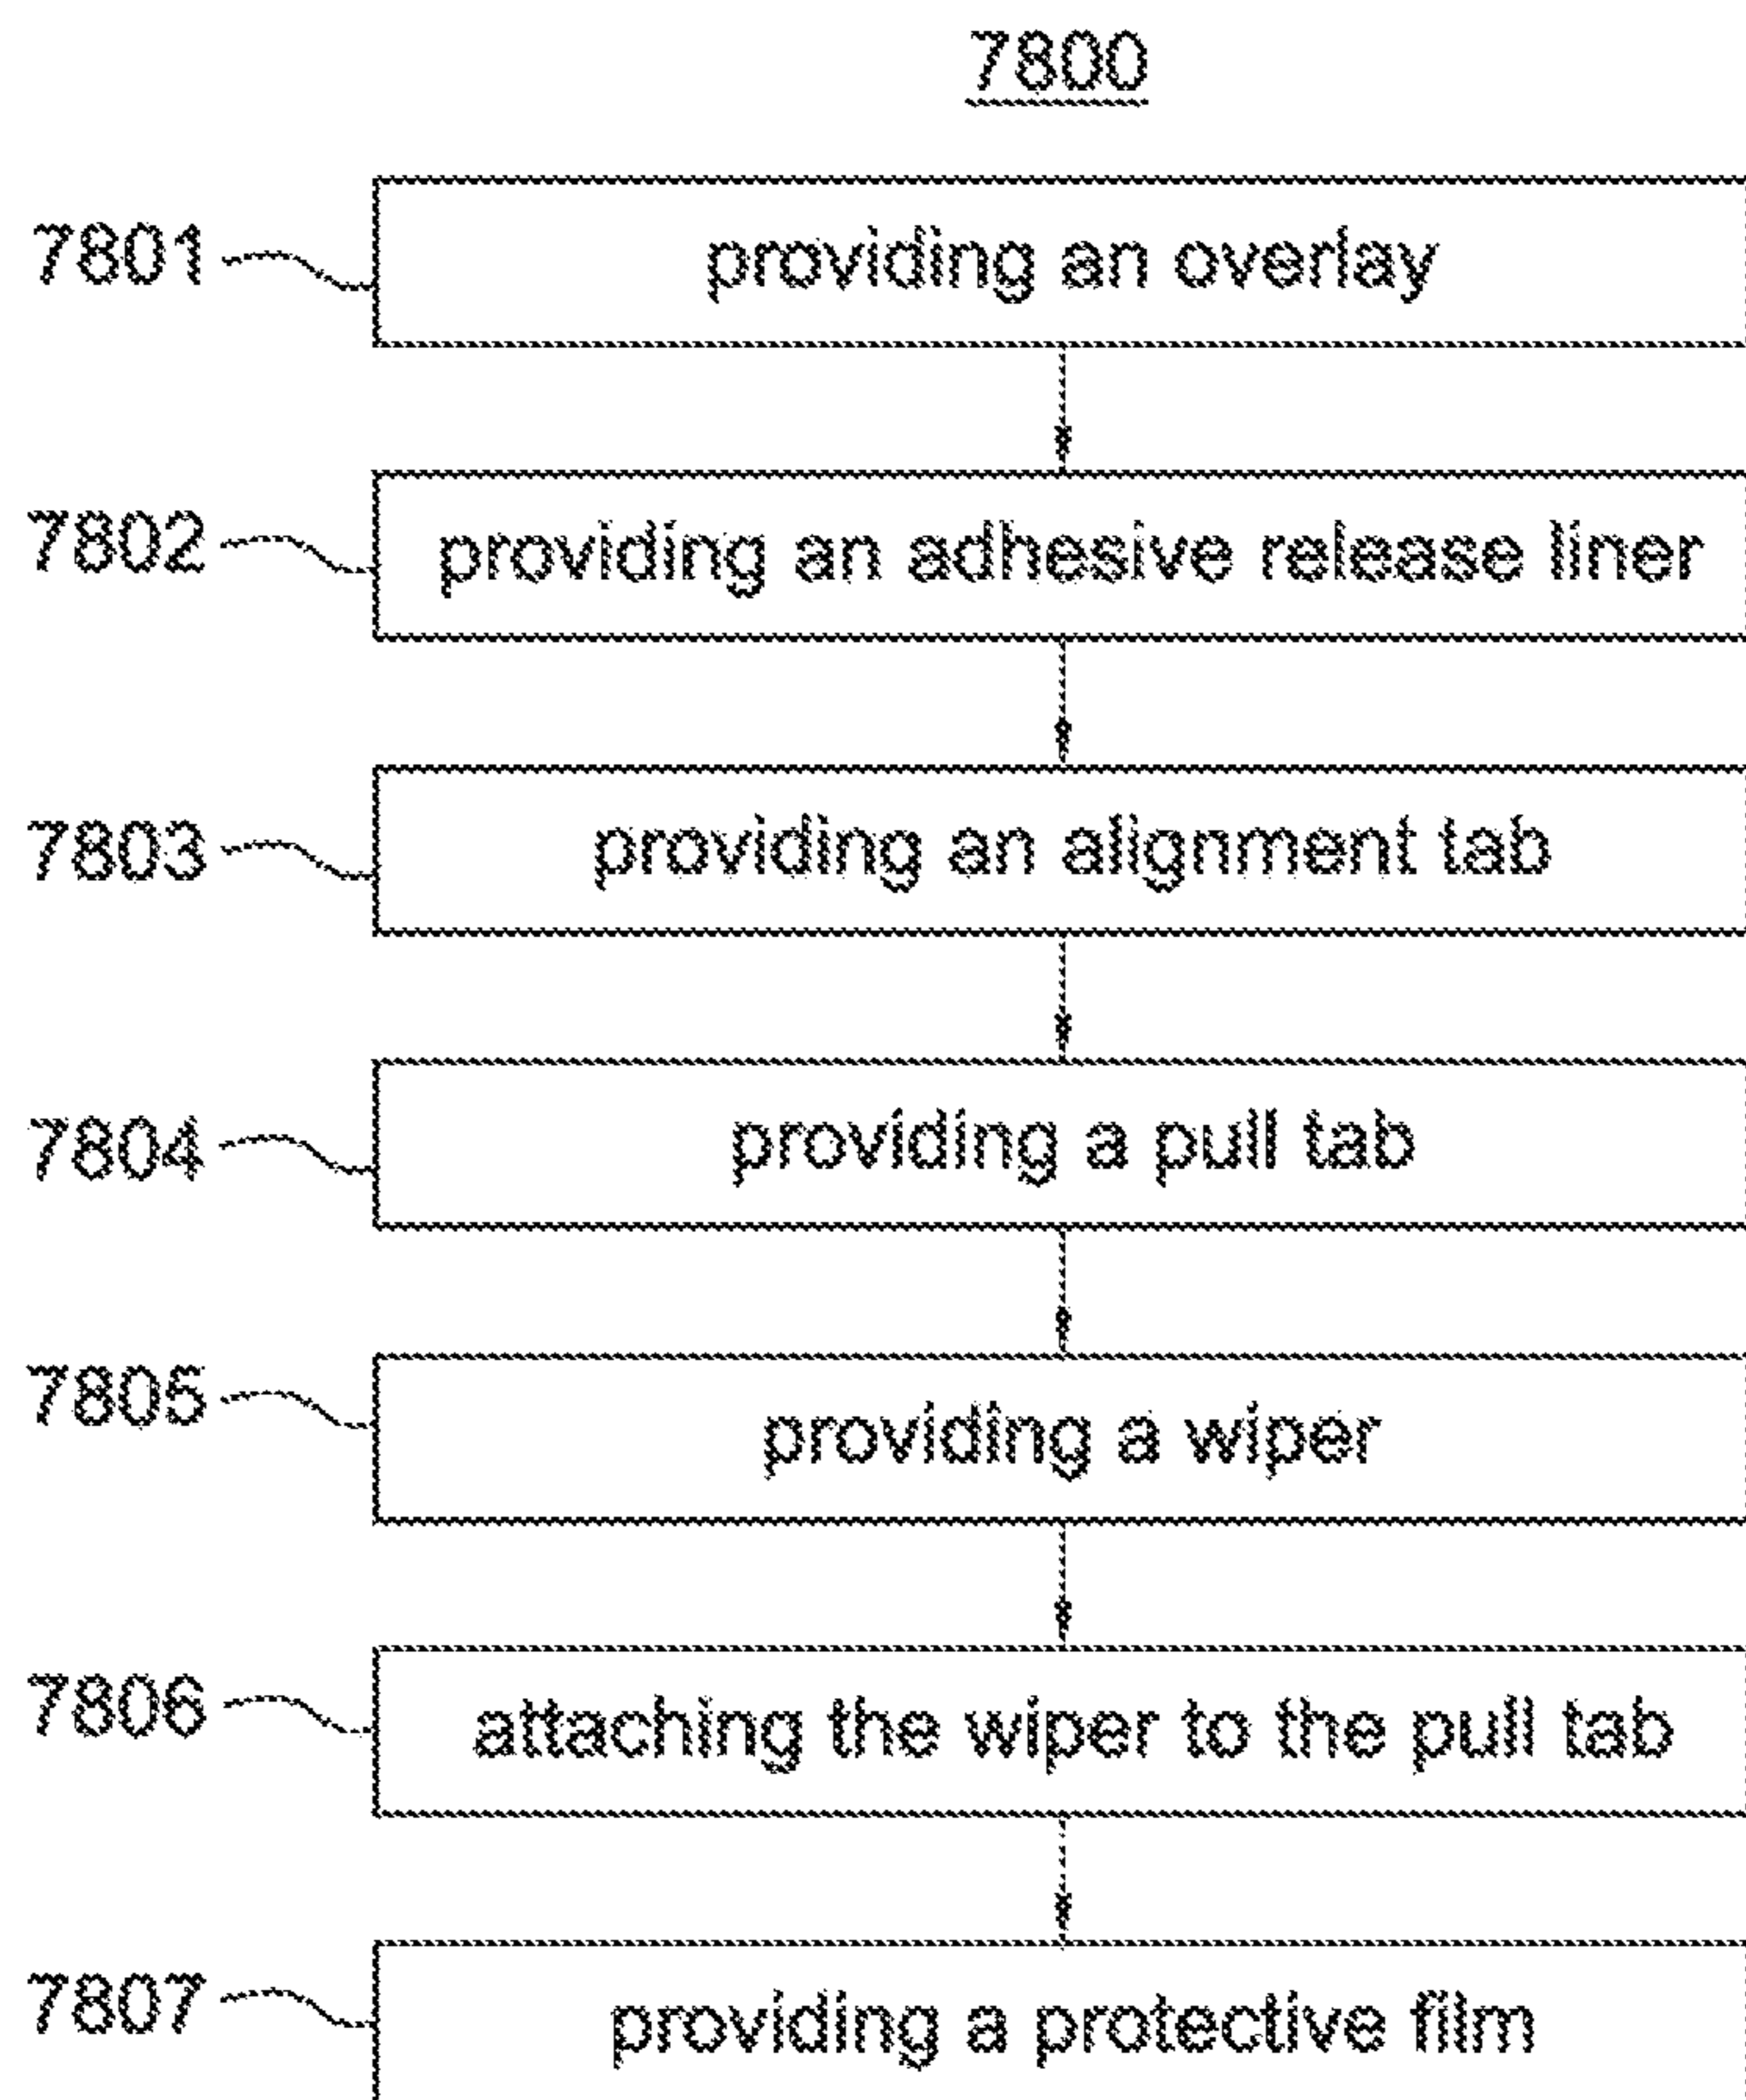 7800
7801 providing an overlay
7802 providing an adhesive release liner
7803 providing an alignment tab
7804 providing a pull tab
7805 providing a wiper
7806 attaching the wiper to the pull tab
7807 providing a protective film